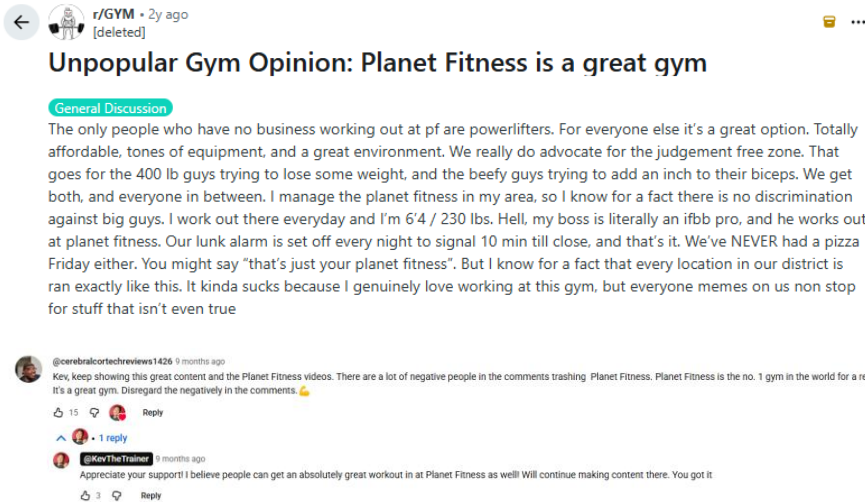 r/GYM • 2y ago
[deleted]
Unpopular Gym Opinion: Planet Fitness is a great gym
General Discussion
The only people who have no business working out at pf are powerlifters. For everyone else it's a great option. Totally
affordable, tones of equipment, and a great environment. We really do advocate for the judgement free zone. That
goes for the 400 lb guys trying to lose some weight, and the beefy guys trying to add an inch to their biceps. We get
both, and everyone in between. I manage the planet fitness in my area, so I know for a fact there is no discrimination
against big guys. I work out there everyday and I'm 6'4 / 230 lbs. Hell, my boss is literally an ifbb pro, and he works out
at planet fitness. Our lunk alarm is set off every night to signal 10 min till close, and that's it. We've NEVER had a pizza
Friday either. You might say “that's just your planet fitness”. But I know for a fact that every location in our district is
ran exactly like this. It kinda sucks because I genuinely love working at this gym, but everyone memes on us non stop
for stuff that isn't even true
@cerebralcortechreviews1426 9 months ago
Kev, keep showing this great content and the Planet Fitness videos. There are a lot of negative people in the comments trashing Planet Fitness. Planet Fitness is the no. 1 gym in the world for a
It's a great gym. Disregard the negatively in the comments.💪
15 Reply
• 1 reply
@KevTheTrainer 9 months ago
Appreciate your support! I believe people can get an absolutely great workout in at Planet Fitness as well! Will continue making content there. You got it
3 Reply